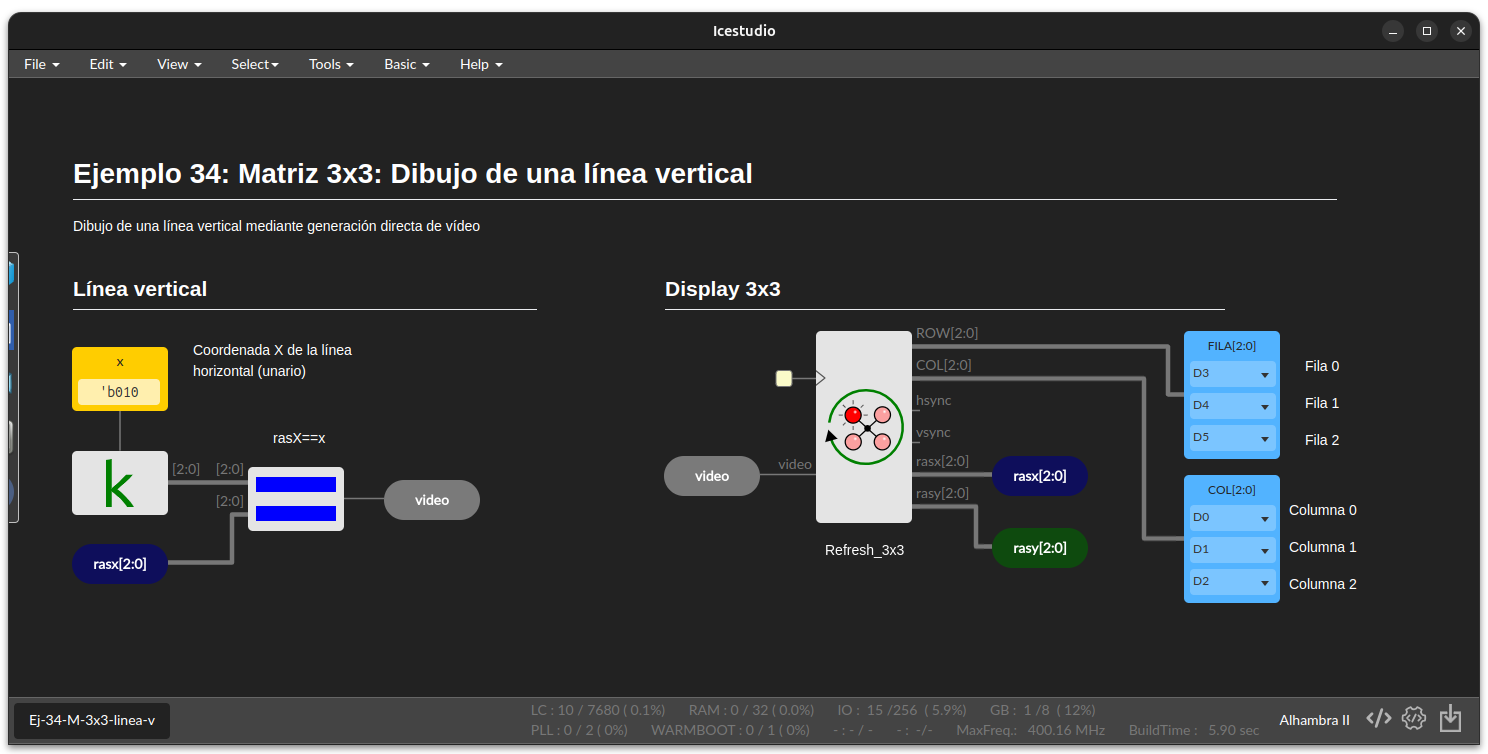 Icestudio
File Edit View Select Tools Basic Help
Ejemplo 34: Matriz 3x3: Dibujo de una línea vertical
Dibujo de una línea vertical mediante generación directa de vídeo
Línea vertical
x
'b010
Coordenada X de la línea
horizontal (unario)
rasX==x
k
[2:0] [2:0]
[2:0]
video
rasx[2:0]
Display 3x3
ROW[2:0]
COL[2:0]
hsync
vsync
video
video
rasx[2:0]
rasx[2:0]
rasy[2:0]
rasy[2:0]
Refresh_3x3
FILA[2:0]
D3
Fila 0
D4
Fila 1
D5
Fila 2
COL[2:0]
D0
Columna 0
D1
Columna 1
D2
Columna 2
Ej-34-M-3x3-linea-v
LC : 10 / 7680 ( 0.1%) RAM : 0 / 32 ( 0.0%) IO : 15 /256 ( 5.9%) GB : 1 /8 ( 12%)
PLL : 0 / 2 ( 0%) WARMBOOT : 0 / 1 ( 0%) - : - / - - : -/- MaxFreq.: 400.16 MHz BuildTime : 5.90 sec
Alhambra II